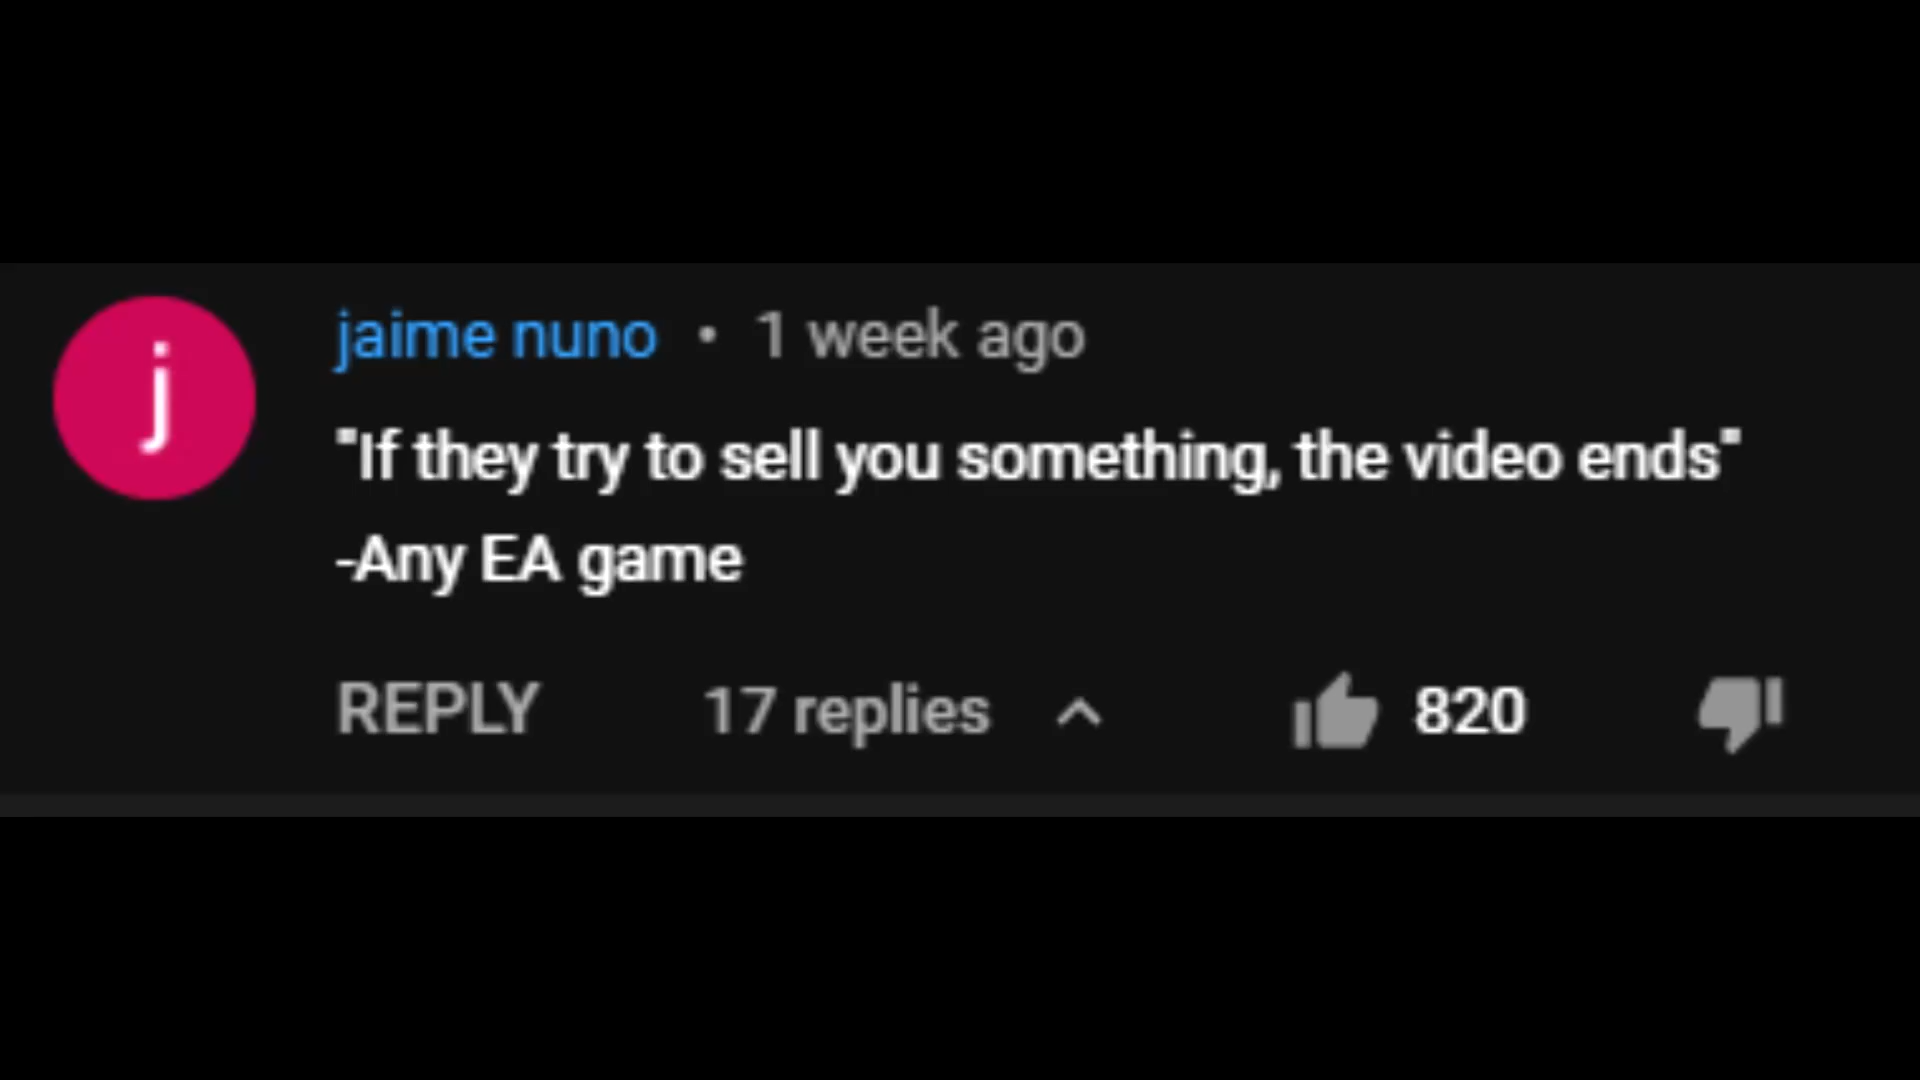 j
jaime nuno • 1 week ago
"If they try to sell you something, the video ends"
-Any EA game
REPLY 17 replies 820